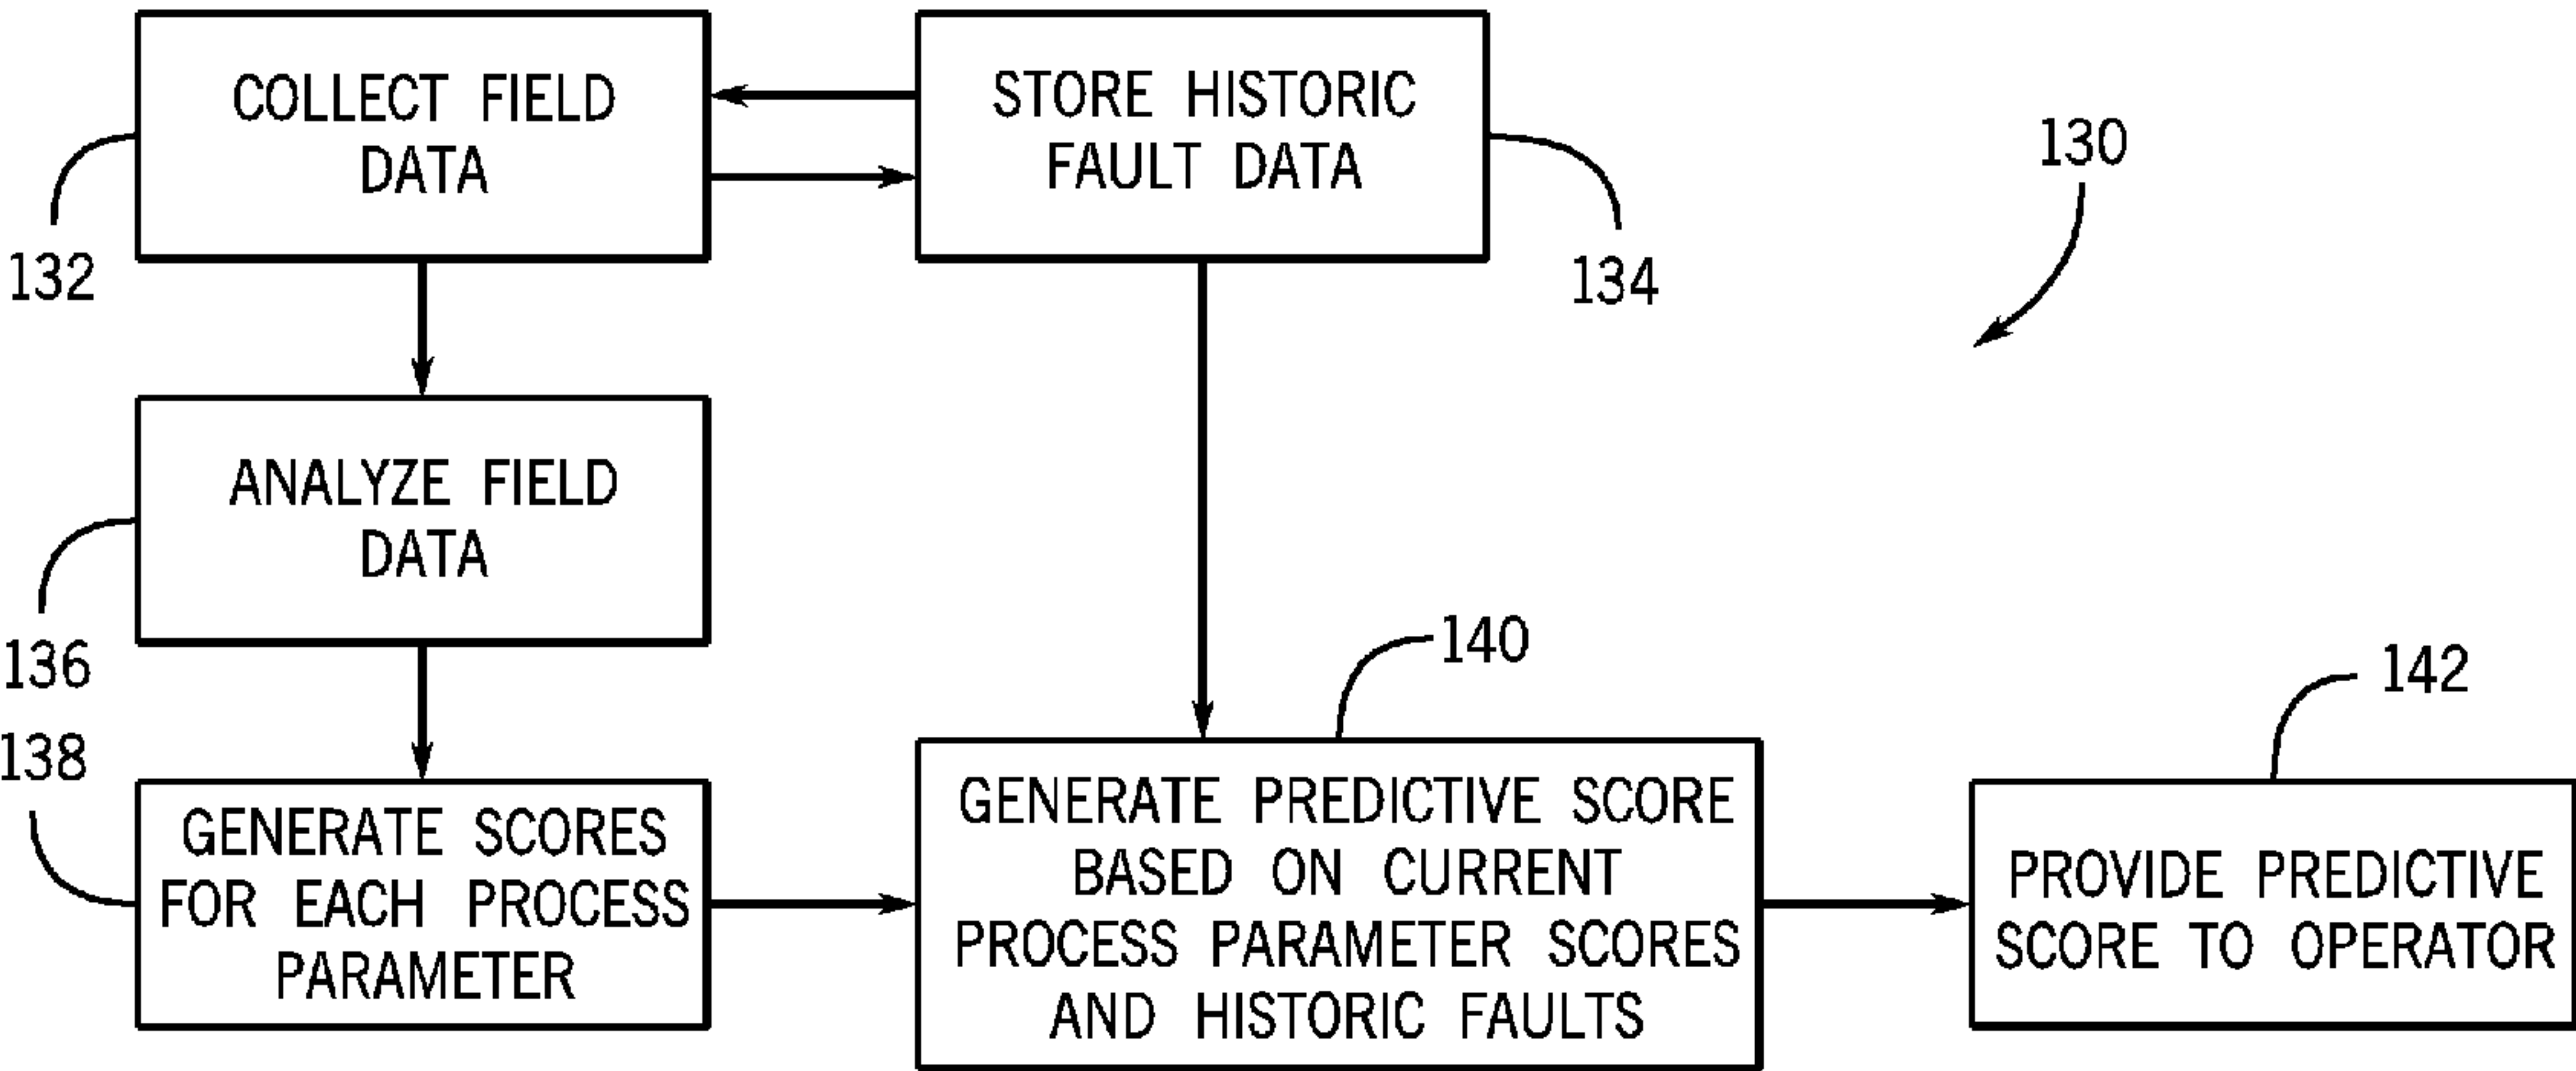 COLLECT FIELD
DATA
STORE HISTORIC
FAULT DATA
130
132
134
ANALYZE FIELD
DATA
136
138
GENERATE SCORES
FOR EACH PROCESS
PARAMETER
140
GENERATE PREDICTIVE SCORE
BASED ON CURRENT
PROCESS PARAMETER SCORES
AND HISTORIC FAULTS
142
PROVIDE PREDICTIVE
SCORE TO OPERATOR